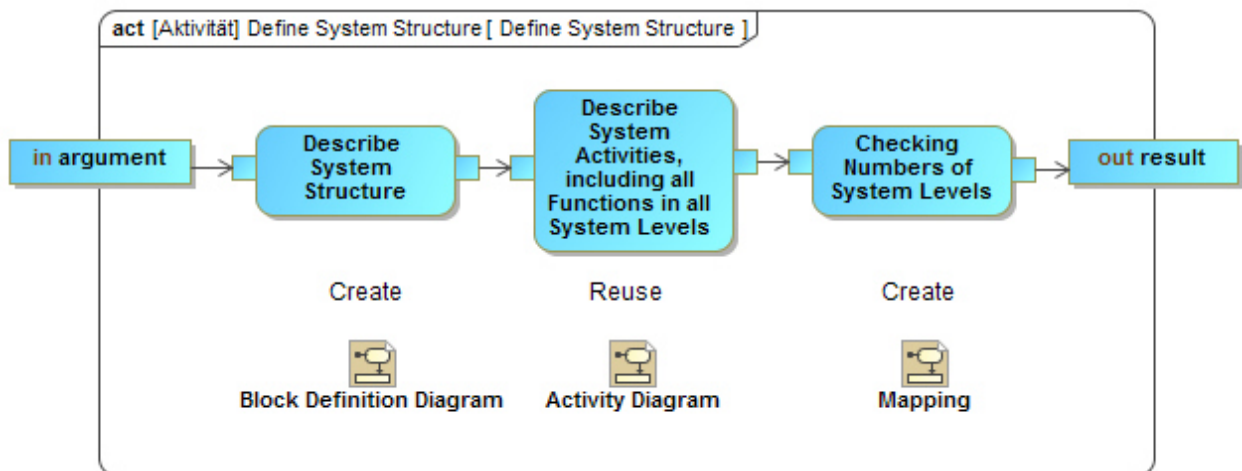 act [Aktivität] Define System Structure [ Define System Structure ]
in argument
Describe
System
Structure
Describe
System
Activities,
including all
Functions in all
System Levels
Checking
Numbers of
System Levels
out result
Create
Reuse
Create
Block Definition Diagram
Activity Diagram
Mapping